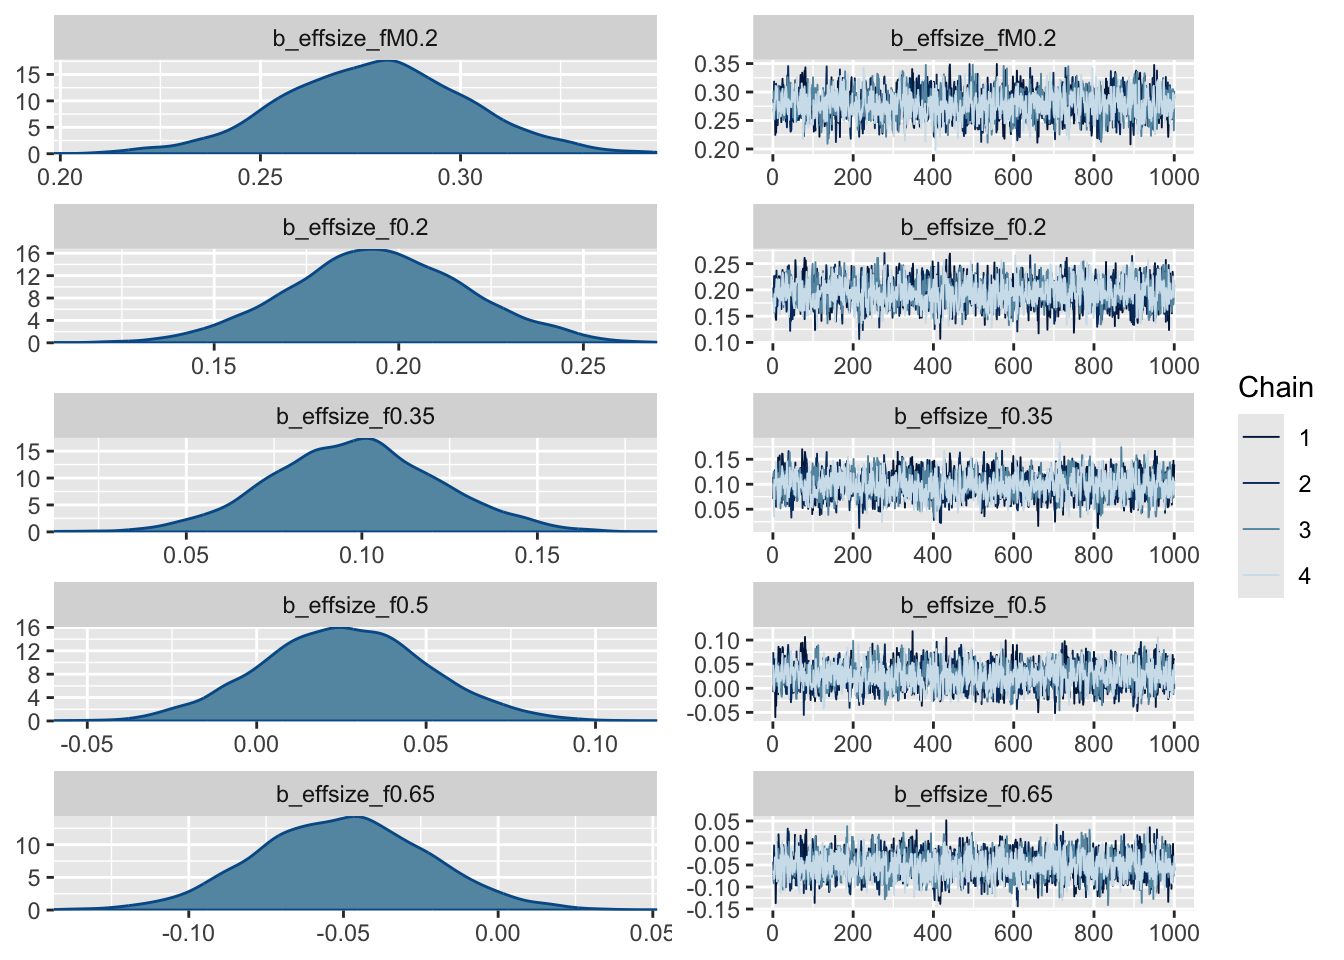 b_effsize_fM0.2
15
10
5
0
0.20 0.25 0.30
b_effsize_fM0.2
0.35
0.30
0.25
0.20
0 200 400 600 800 1000
b_effsize_f0.2
16
12
8
4
0
0.15 0.20 0.25
b_effsize_f0.2
0.25
0.20
0.15
0.10
0 200 400 600 800 1000
b_effsize_f0.35
15
10
5
0
0.05 0.10 0.15
b_effsize_f0.35
0.15
0.10
0.05
0 200 400 600 800 1000
b_effsize_f0.5
16
12
8
4
0
-0.05 0.00 0.05 0.10
b_effsize_f0.5
0.10
0.05
0.00
-0.05
0 200 400 600 800 1000
b_effsize_f0.65
10
5
0
-0.10 -0.05 0.00 0.05
b_effsize_f0.65
0.05
0.00
-0.05
-0.10
-0.15
0 200 400 600 800 1000
Chain
1
2
3
4